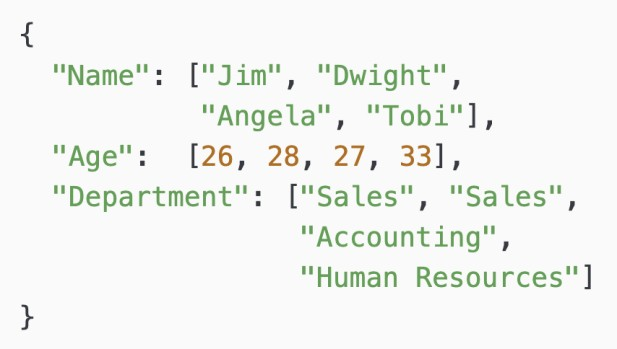 {
"Name": ["Jim", "Dwight",
"Angela", "Tobi"],
"Age":  [26, 28, 27, 33],
"Department": ["Sales", "Sales",
"Accounting",
"Human Resources"]
}